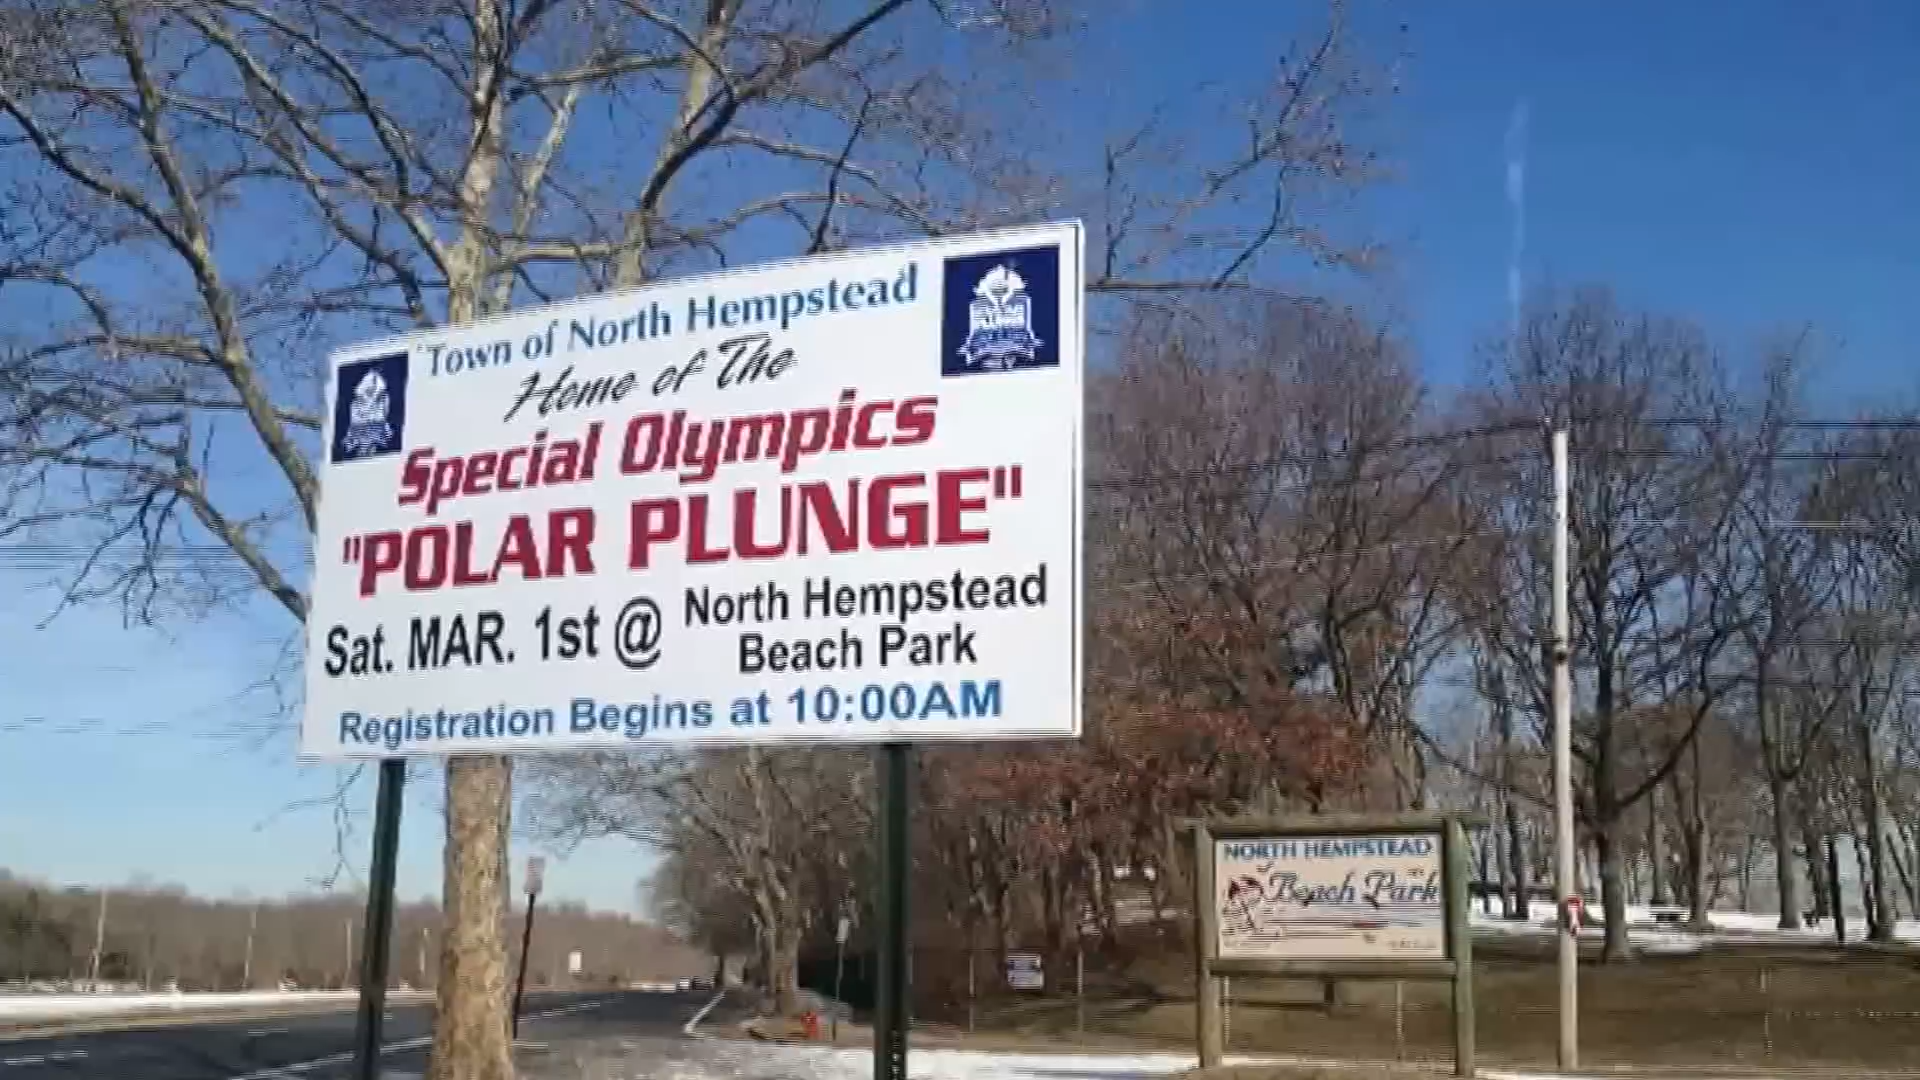 Town of North Hempstead
Home of The
Special Olympics
"POLAR PLUNGE"
Sat. MAR. 1st @ North Hempstead
Beach Park
Registration Begins at 10:00AM
NORTH HEMPSTEAD
Beach Park